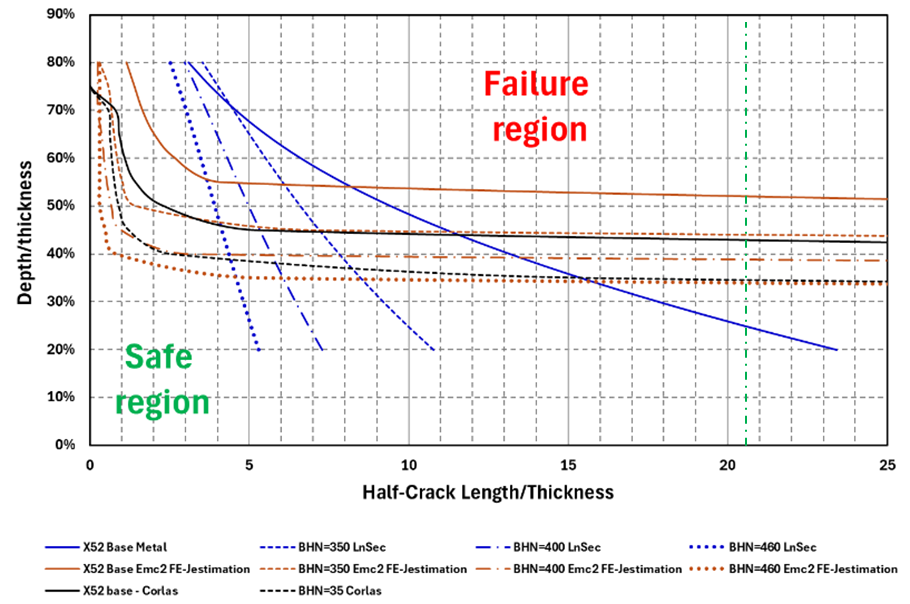 90%
80%
70%
60%
50%
40%
30%
20%
10%
0%
Depth/thickness
Failure
region
Safe
region
0 5 10 15 20 25
Half-Crack Length/Thickness
X52 Base Metal BHN=350 LnSec BHN=400 LnSec BHN=460 LnSec
X52 Base Emc2 FE-Jestimation BHN=350 Emc2 FE-Jestimation BHN=400 Emc2 FE-Jestimation BHN=460 Emc2 FE-Jestimation
X52 base - Corlas BHN=35 Corlas